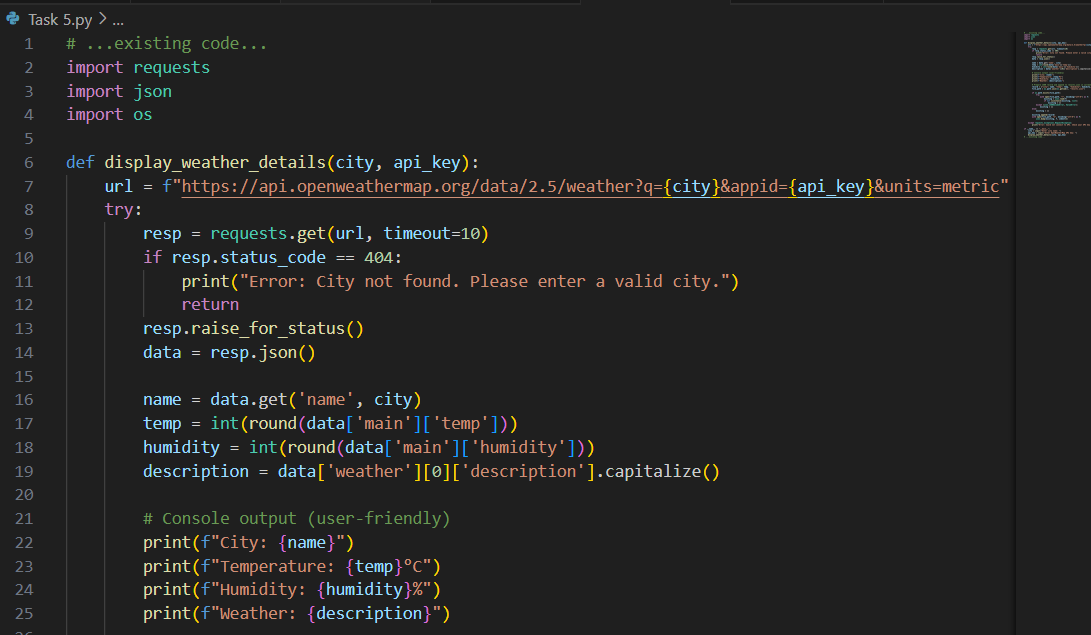 Task 5.py > ...
1 # ...existing code...
2 import requests
3 import json
4 import os
5
6 def display_weather_details(city, api_key):
7     url = f"https://api.openweathermap.org/data/2.5/weather?q={city}&appid={api_key}&units=metric"
8     try:
9         resp = requests.get(url, timeout=10)
10         if resp.status_code == 404:
11             print("Error: City not found. Please enter a valid city.")
12             return
13         resp.raise_for_status()
14         data = resp.json()
15
16         name = data.get('name', city)
17         temp = int(round(data['main']['temp']))
18         humidity = int(round(data['main']['humidity']))
19         description = data['weather'][0]['description'].capitalize()
20
21         # Console output (user-friendly)
22         print(f"City: {name}")
23         print(f"Temperature: {temp}°C")
24         print(f"Humidity: {humidity}%")
25         print(f"Weather: {description}")